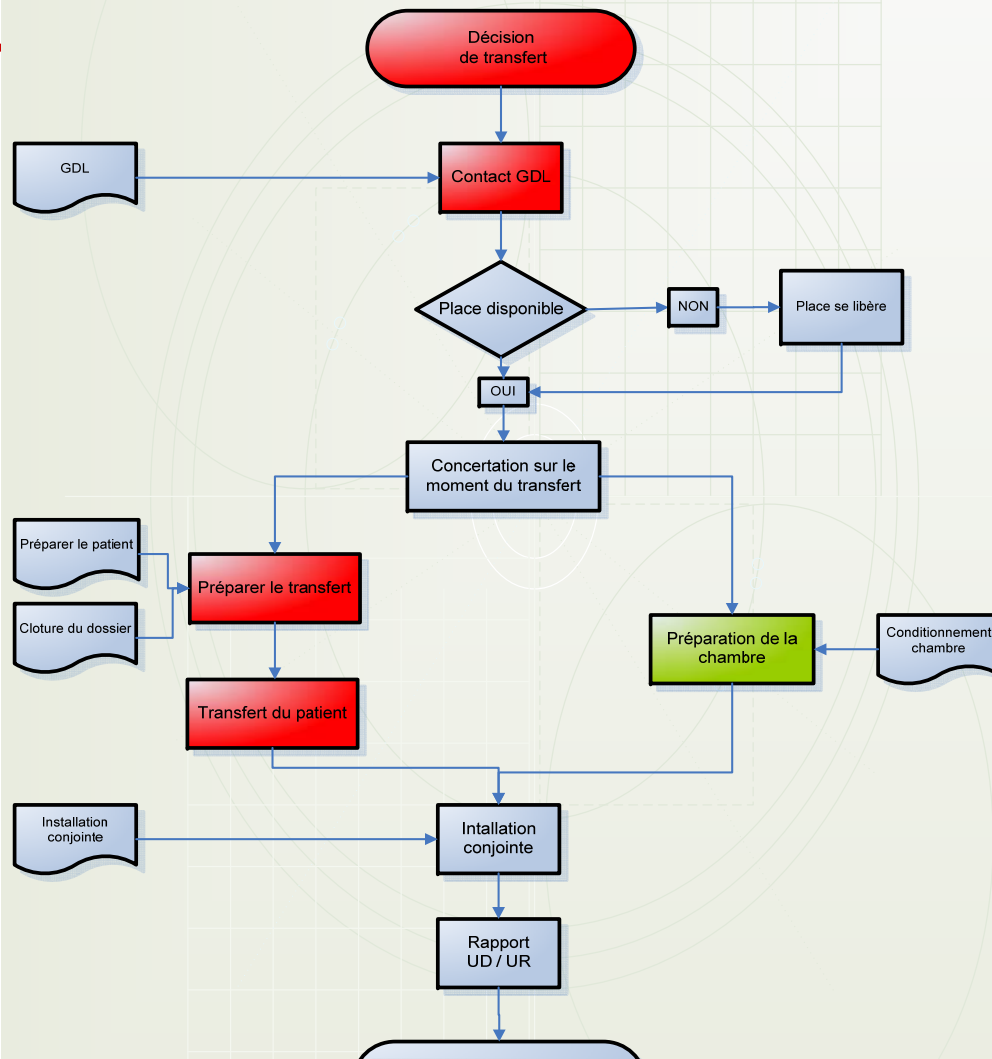 Décision
de transfert
GDL
Contact GDL
Place disponible
NON
Place se libère
OUI
Concertation sur le
moment du transfert
Préparer le patient
Préparer le transfert
Cloture du dossier
Préparation de la
chambre
Conditionnement
chambre
Transfert du patient
Installation
conjointe
Intallation
conjointe
Rapport
UD / UR